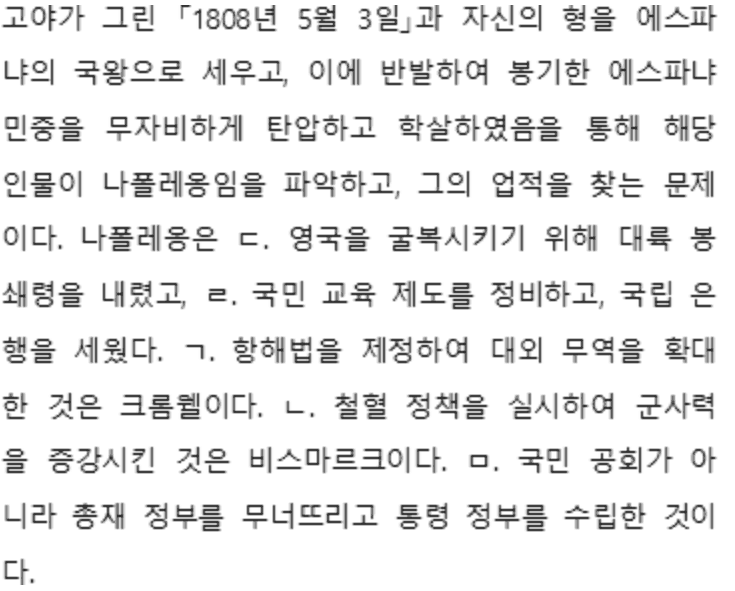 고야가 그린 「1808년 5월 3일」과 자신의 형을 에스파
냐의 국왕으로 세우고, 이에 반발하여 봉기한 에스파냐
민중을 무자비하게 탄압하고 학살하였음을 통해 해당
인물이 나폴레옹임을 파악하고, 그의 업적을 찾는 문제
이다. 나폴레옹은 ㄷ. 영국을 굴복시키기 위해 대륙 봉
쇄령을 내렸고, ㄹ. 국민 교육 제도를 정비하고, 국립 은
행을 세웠다. ㄱ. 항해법을 제정하여 대외 무역을 확대
한 것은 크롬웰이다. ㄴ. 철혈 정책을 실시하여 군사력
을 증강시킨 것은 비스마르크이다. ㅁ. 국민 공회가 아
니라 총재 정부를 무너뜨리고 통령 정부를 수립한 것이
다.